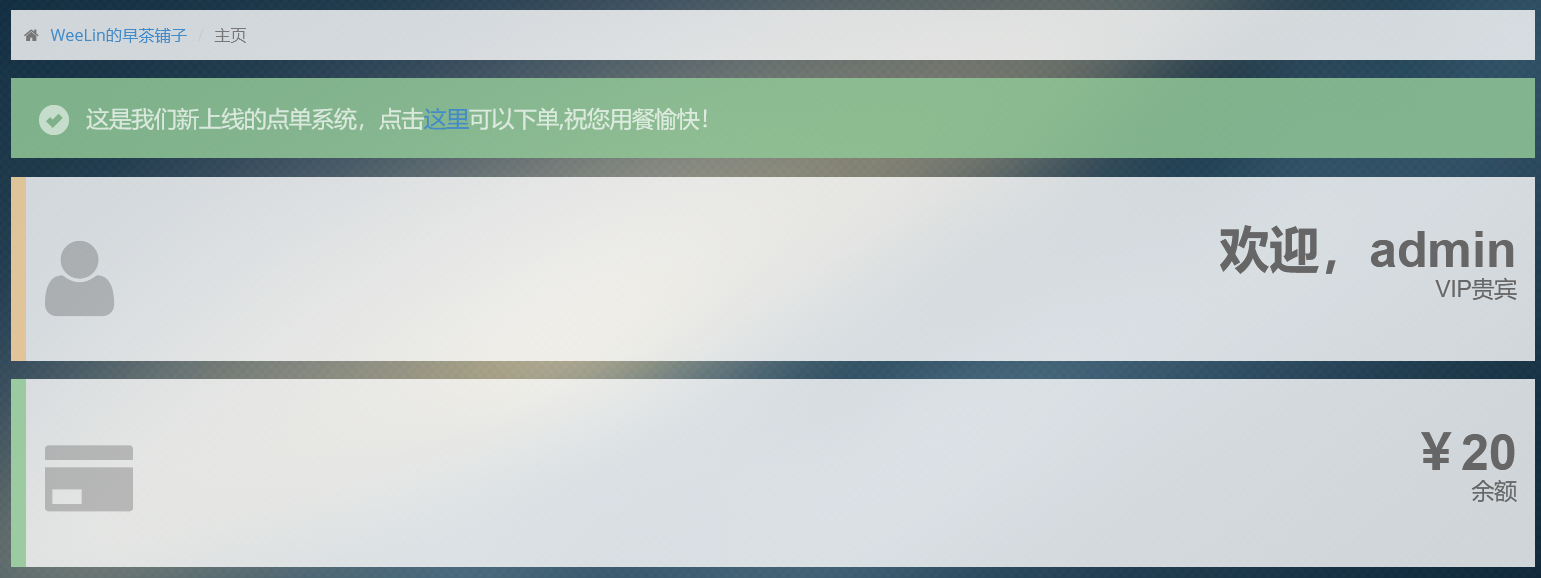 WeeLin的早茶铺子 / 主页
这是我们新上线的点单系统，点击这里可以下单,祝您用餐愉快！
欢迎，admin
VIP贵宾
￥20
余额